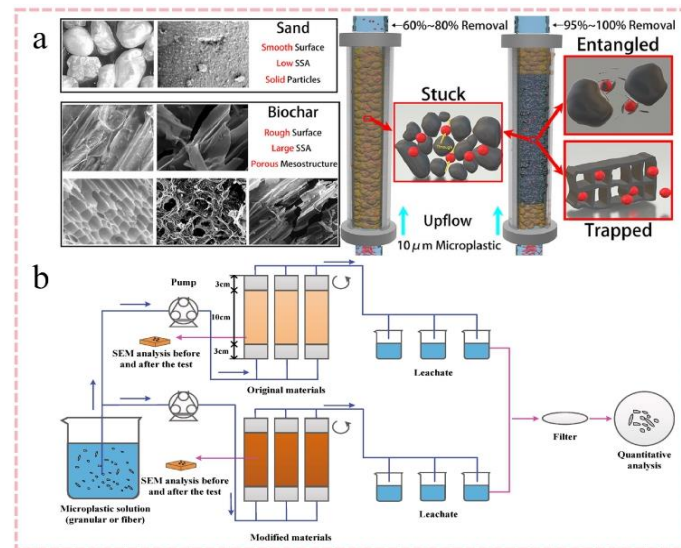 a
Sand
Smooth Surface
Low SSA
Solid Particles
Biochar
Rough Surface
Large SSA
Porous Mesostructure
60%~80% Removal
95%~100% Removal
Entangled
Stuck
Upflow
10μm Microplastic
Trapped
b
Pump
3cm
10cm
3cm
SEM analysis before
and after the test
Original materials
Leachate
Filter
Quantitative
analysis
SEM analysis before
and after the test
Microplastic solution
(granular or fiber)
Modified materials
Leachate